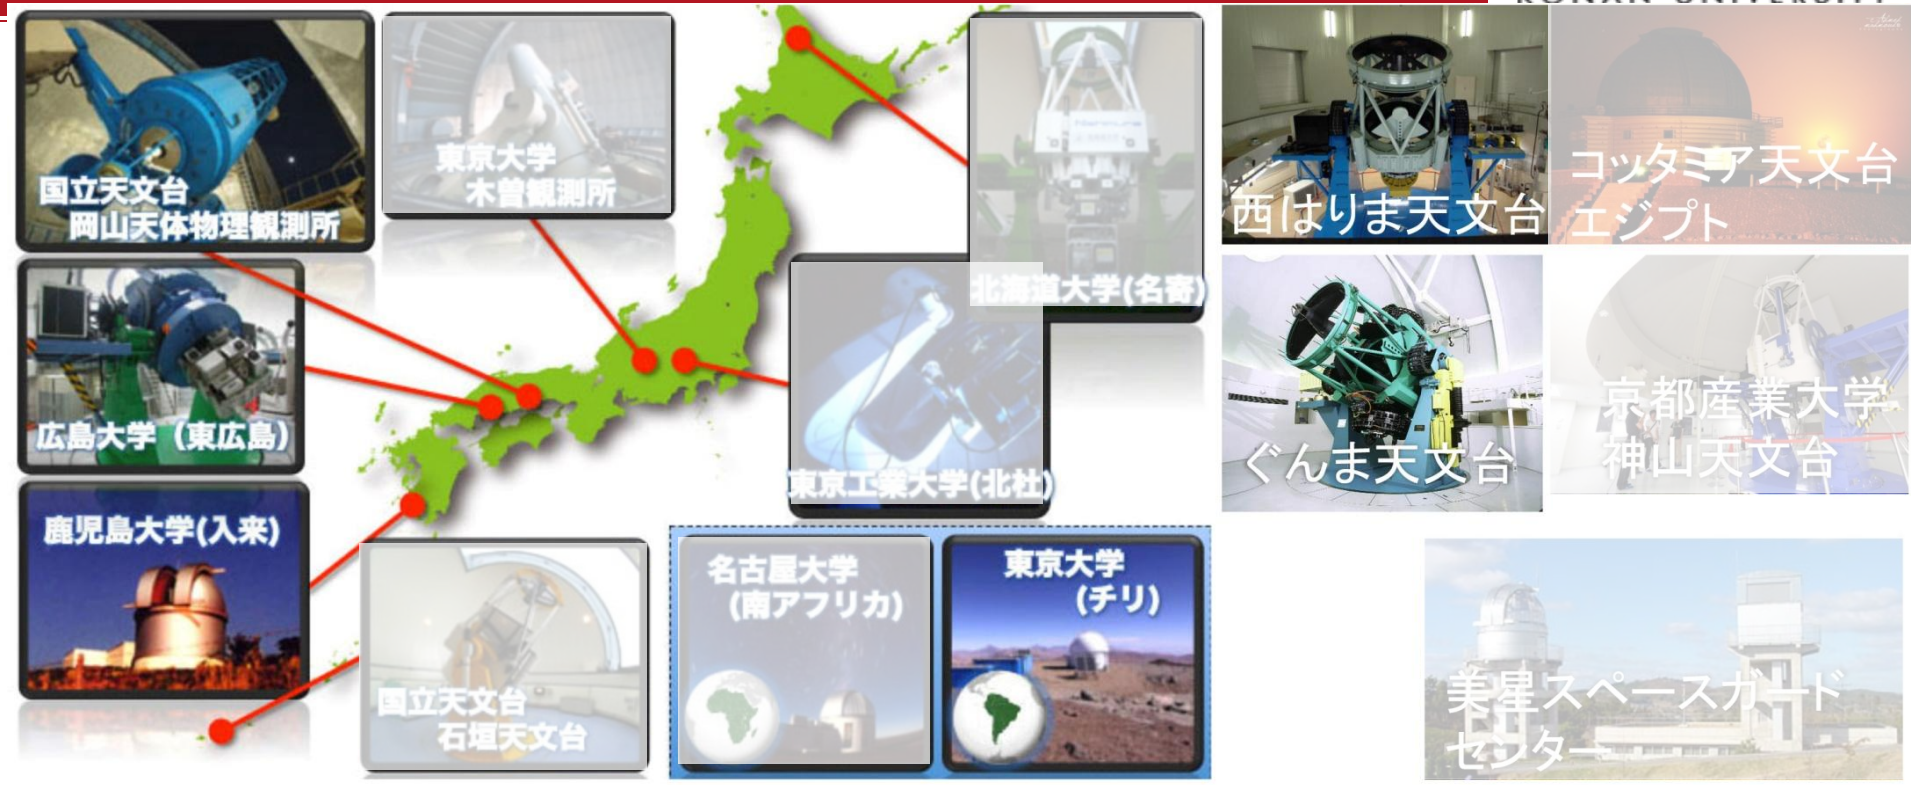 KONAN UNIVERSITY
国立天文台
岡山天体物理観測所
東京大学
木曽観測所
北海道大学(名寄)
西はりま天文台
コッタミア天文台
エジプト
広島大学（東広島）
東京工業大学(北杜)
ぐんま天文台
京都産業大学
神山天文台
鹿児島大学(入来)
国立天文台
石垣天文台
名古屋大学
(南アフリカ)
東京大学
(チリ)
美星スペースガード
センター